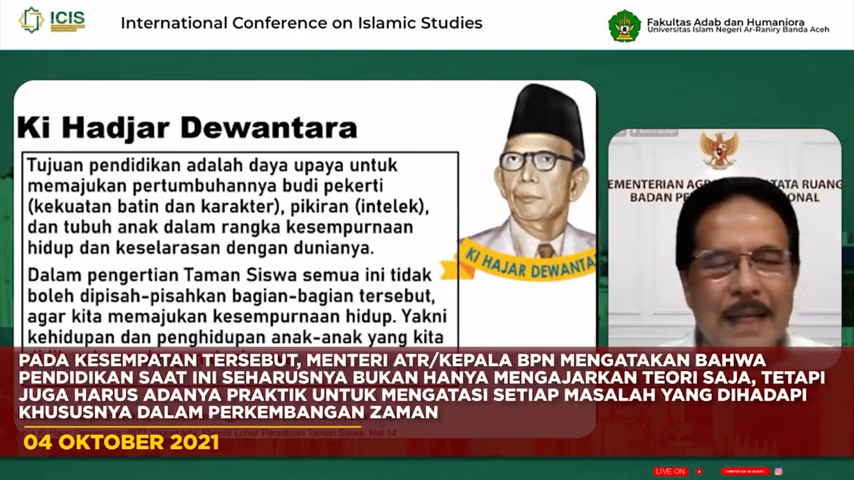 ICIS
International Conference on Islamic Studies
Fakultas Adab dan Humaniora
Universitas Islam Negeri Ar-Raniry Banda Aceh
Ki Hadjar Dewantara
Tujuan pendidikan adalah daya upaya untuk
memajukan pertumbuhannya budi pekerti
(kekuatan batin dan karakter), pikiran (intelek),
dan tubuh anak dalam rangka kesempurnaan
hidup dan keselarasan dengan dunianya.
Dalam pengertian Taman Siswa semua ini tidak
boleh dipisah-pisahkan bagian-bagian tersebut,
agar kita memajukan kesempurnaan hidup. Yakni
kehidupan dan penghidupan anak-anak yang kita
KI HAJAR DEWANTA
EMENTERIAN AGR TATA RUANG
BADAN PE ONAL
PADA KESEMPATAN TERSEBUT, MENTERI ATR/KEPALA BPN MENGATAKAN BAHWA
PENDIDIKAN SAAT INI SEHARUSNYA BUKAN HANYA MENGAJARKAN TEORI SAJA, TETAPI
JUGA HARUS ADANYA PRAKTIK UNTUK MENGATASI SETIAP MASALAH YANG DIHADAPI
KHUSUSNYA DALAM PERKEMBANGAN ZAMAN
04 OKTOBER 2021
LIVE ON